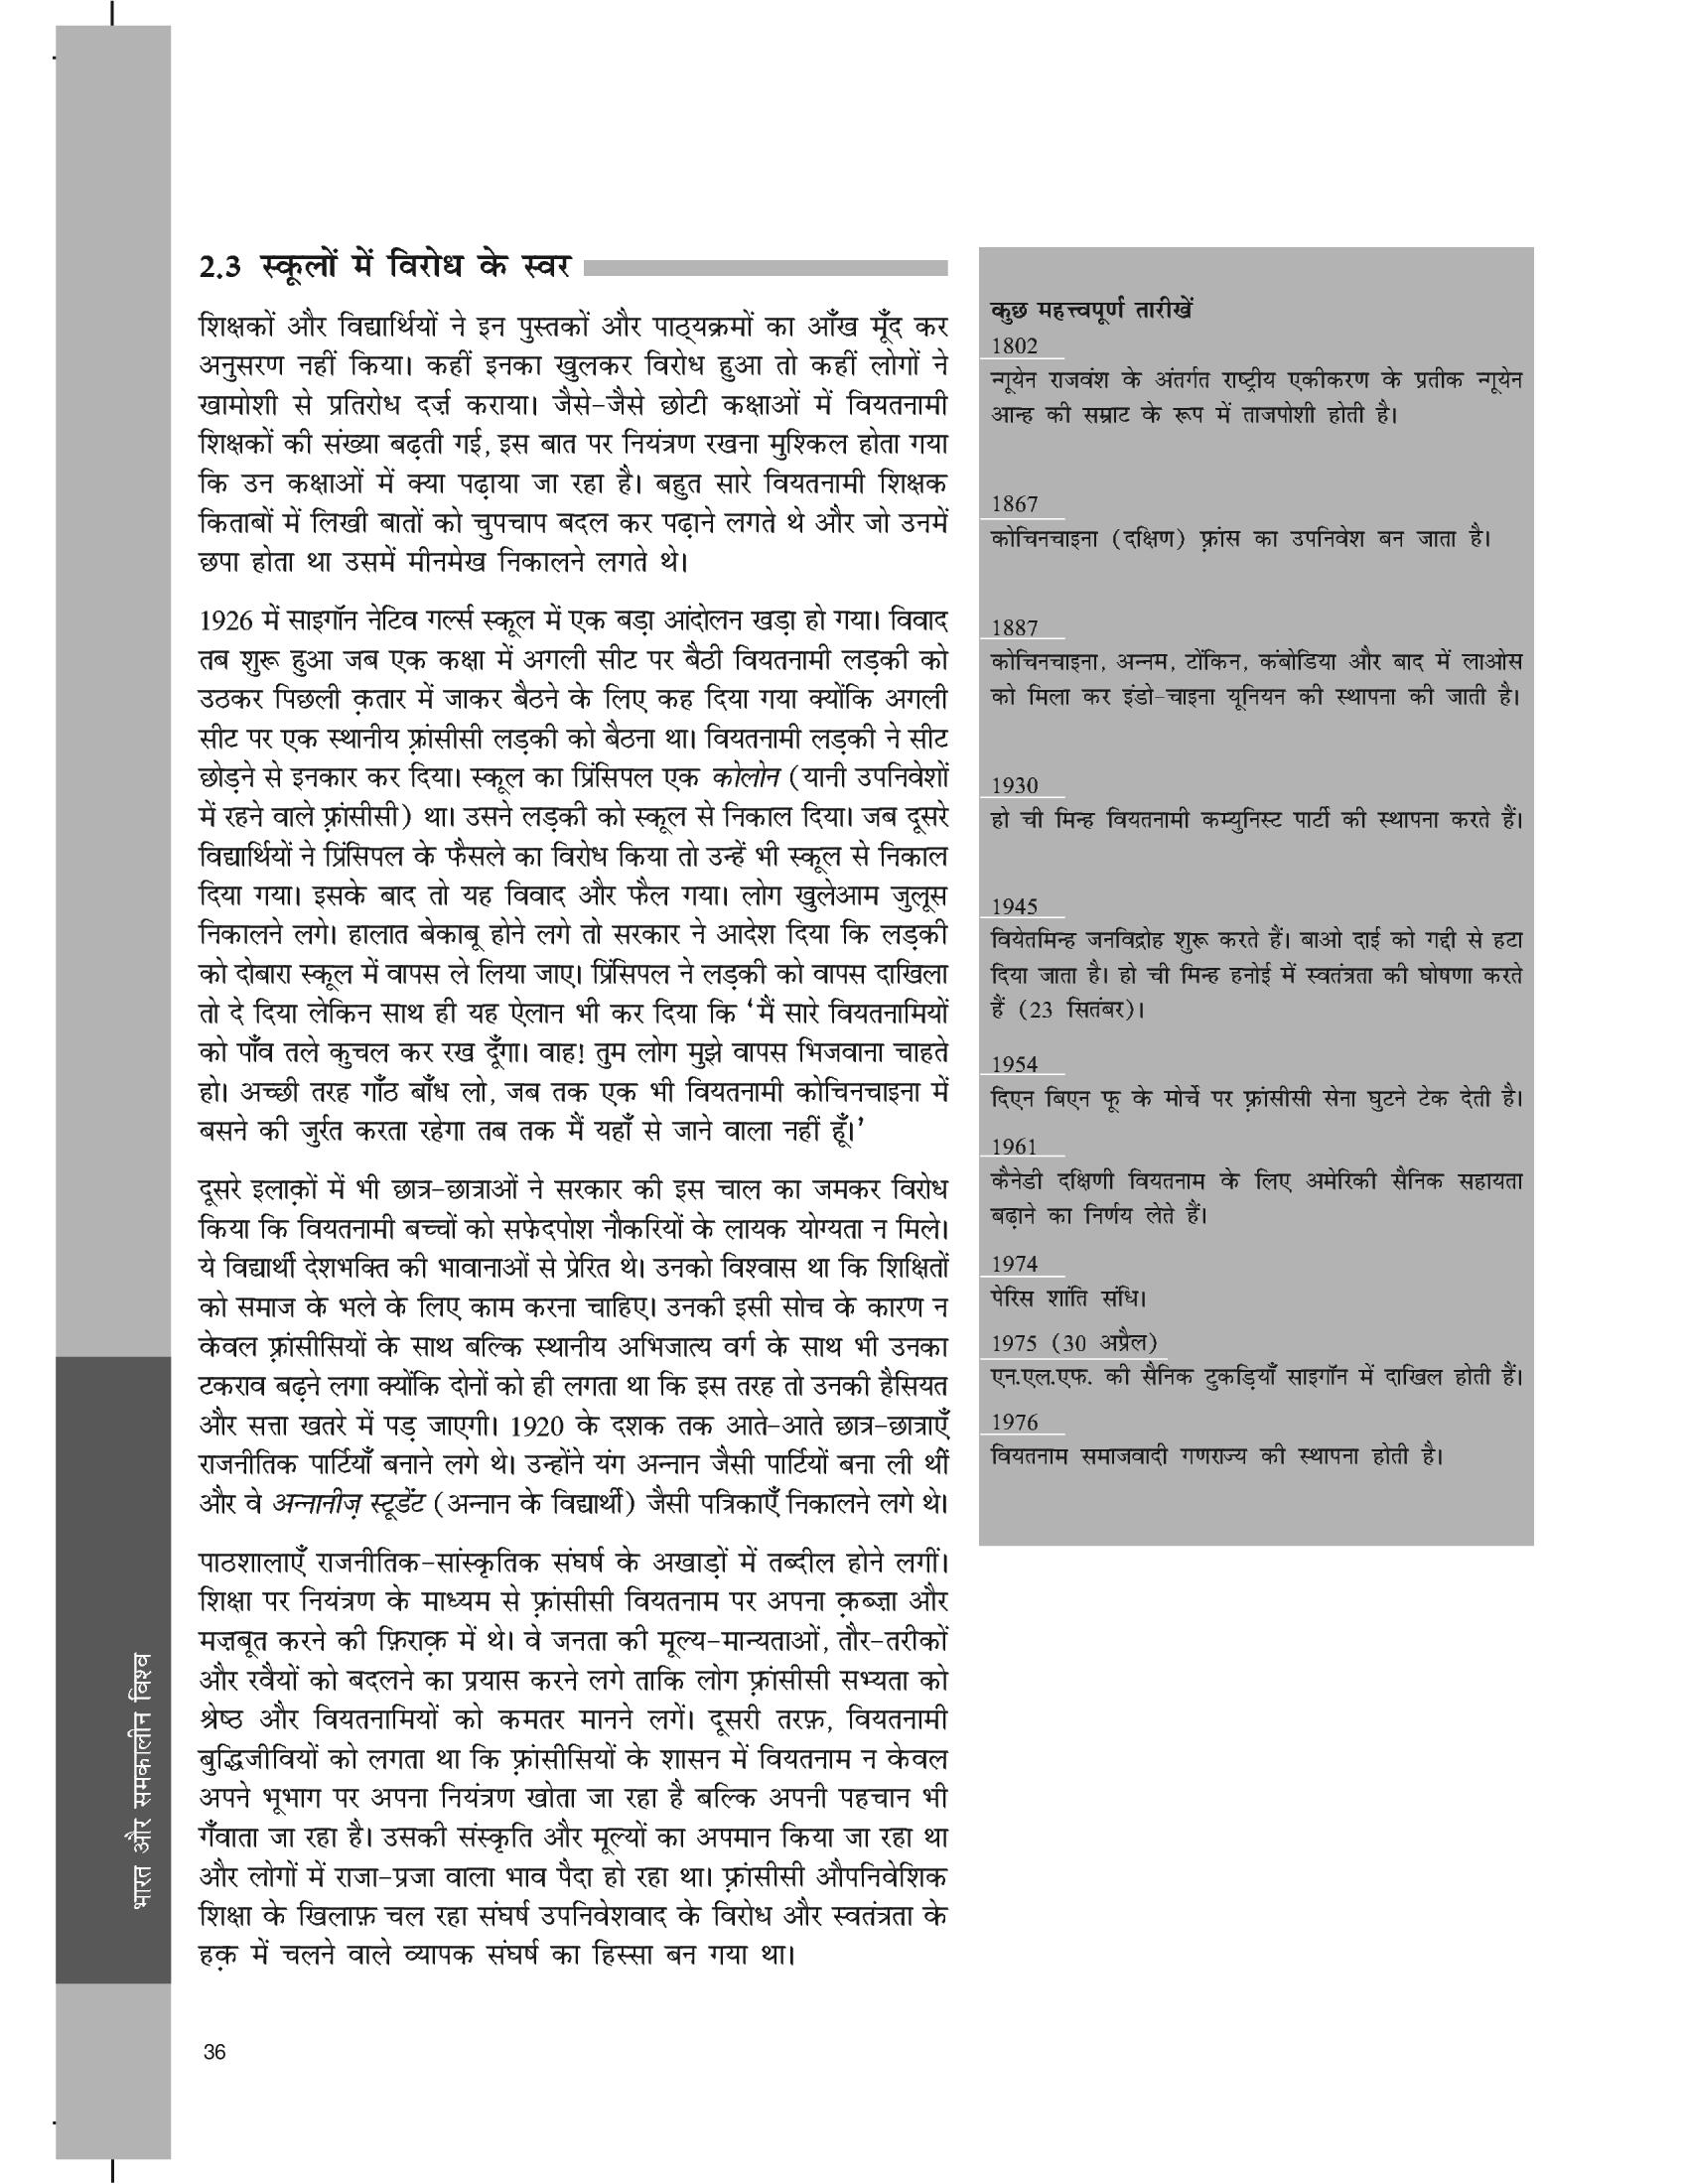 2.3 स्कूलों में विरोध के स्वर
शिक्षकों और विद्यार्थियों ने इन पुस्तकों और पाठ्यक्रमों का आँख मूँद कर
अनुसरण नहीं किया। कहीं इनका खुलकर विरोध हुआ तो कहीं लोगों ने
खामोशी से प्रतिरोध दर्ज कराया। जैसे-जैसे छोटी कक्षाओं में वियतनामी
शिक्षकों की संख्या बढ़ती गई, इस बात पर नियंत्रण रखना मुश्किल होता गया
कि उन कक्षाओं में क्या पढ़ाया जा रहा है। बहुत सारे वियतनामी शिक्षक
किताबों में लिखी बातों को चुपचाप बदल कर पढ़ाने लगते थे और जो उनमें
छपा होता था उसमें मीनमेख निकालने लगते थे।
1926 में साइगॉन नेटिव गर्ल्स स्कूल में एक बड़ा आंदोलन खड़ा हो गया। विवाद
तब शुरू हुआ जब एक कक्षा में अगली सीट पर बैठी वियतनामी लड़की को
उठकर पिछली क़तार में जाकर बैठने के लिए कह दिया गया क्योंकि अगली
सीट पर एक स्थानीय फ़्रांसीसी लड़की को बैठना था। वियतनामी लड़की ने सीट
छोड़ने से इनकार कर दिया। स्कूल का प्रिंसिपल एक कोलोन (यानी उपनिवेशों
में रहने वाले फ़्रांसीसी) था। उसने लड़की को स्कूल से निकाल दिया। जब दूसरे
विद्यार्थियों ने प्रिंसिपल के फैसले का विरोध किया तो उन्हें भी स्कूल से निकाल
दिया गया। इसके बाद तो यह विवाद और फैल गया। लोग खुलेआम जुलूस
निकालने लगे। हालात बेकाबू होने लगे तो सरकार ने आदेश दिया कि लड़की
को दोबारा स्कूल में वापस ले लिया जाए। प्रिंसिपल ने लड़की को वापस दाखिला
तो दे दिया लेकिन साथ ही यह ऐलान भी कर दिया कि ‘मैं सारे वियतनामियों
को पाँव तले कुचल कर रख दूँगा। वाह! तुम लोग मुझे वापस भिजवाना चाहते
हो। अच्छी तरह गाँठ बाँध लो, जब तक एक भी वियतनामी कोचिनचाइना में
बसने की जुर्रत करता रहेगा तब तक मैं यहाँ से जाने वाला नहीं हूँ।’
दूसरे इलाक़ों में भी छात्र-छात्राओं ने सरकार की इस चाल का जमकर विरोध
किया कि वियतनामी बच्चों को सफेदपोश नौकरियों के लायक योग्यता न मिले।
ये विद्यार्थी देशभक्ति की भावानाओं से प्रेरित थे। उनको विश्वास था कि शिक्षितों
को समाज के भले के लिए काम करना चाहिए। उनकी इसी सोच के कारण न
केवल फ़्रांसीसियों के साथ बल्कि स्थानीय अभिजात्य वर्ग के साथ भी उनका
टकराव बढ़ने लगा क्योंकि दोनों को ही लगता था कि इस तरह तो उनकी हैसियत
और सत्ता खतरे में पड़ जाएगी। 1920 के दशक तक आते-आते छात्र-छात्राएँ
राजनीतिक पार्टियाँ बनाने लगे थे। उन्होंने यंग अन्नान जैसी पार्टियों बना ली थीं
और वे अन्नानीज़ स्टूडेंट (अन्नान के विद्यार्थी) जैसी पत्रिकाएँ निकालने लगे थे।
पाठशालाएँ राजनीतिक-सांस्कृतिक संघर्ष के अखाड़ों में तब्दील होने लगीं।
शिक्षा पर नियंत्रण के माध्यम से फ़्रांसीसी वियतनाम पर अपना क़ब्ज़ा और
मज़बूत करने की फ़िराक़ में थे। वे जनता की मूल्य-मान्यताओं, तौर-तरीकों
और रवैयों को बदलने का प्रयास करने लगे ताकि लोग फ़्रांसीसी सभ्यता को
श्रेष्ठ और वियतनामियों को कमतर मानने लगें। दूसरी तरफ़, वियतनामी
बुद्धिजीवियों को लगता था कि फ़्रांसीसियों के शासन में वियतनाम न केवल
अपने भूभाग पर अपना नियंत्रण खोता जा रहा है बल्कि अपनी पहचान भी
गँवाता जा रहा है। उसकी संस्कृति और मूल्यों का अपमान किया जा रहा था
और लोगों में राजा-प्रजा वाला भाव पैदा हो रहा था। फ़्रांसीसी औपनिवेशिक
शिक्षा के खिलाफ़ चल रहा संघर्ष उपनिवेशवाद के विरोध और स्वतंत्रता के
हक़ में चलने वाले व्यापक संघर्ष का हिस्सा बन गया था।
कुछ महत्त्वपूर्ण तारीखें
1802
न्गूयेन राजवंश के अंतर्गत राष्ट्रीय एकीकरण के प्रतीक न्गूयेन
आन्ह की सम्राट के रूप में ताजपोशी होती है।
1867
कोचिनचाइना (दक्षिण) फ़्रांस का उपनिवेश बन जाता है।
1887
कोचिनचाइना, अन्नम, टोंकिन, कंबोडिया और बाद में लाओस
को मिला कर इंडो-चाइना यूनियन की स्थापना की जाती है।
1930
हो ची मिन्ह वियतनामी कम्युनिस्ट पार्टी की स्थापना करते हैं।
1945
वियेतमिन्ह जनविद्रोह शुरू करते हैं। बाओ दाई को गद्दी से हटा
दिया जाता है। हो ची मिन्ह हनोई में स्वतंत्रता की घोषणा करते
हैं (23 सितंबर)।
1954
दिएन बिएन फू के मोर्चे पर फ़्रांसीसी सेना घुटने टेक देती है।
1961
कैनेडी दक्षिणी वियतनाम के लिए अमेरिकी सैनिक सहायता
बढ़ाने का निर्णय लेते हैं।
1974
पेरिस शांति संधि।
1975 (30 अप्रैल)
एन.एल.एफ. की सैनिक टुकड़ियाँ साइगॉन में दाखिल होती हैं।
1976
वियतनाम समाजवादी गणराज्य की स्थापना होती है।
भारत और समकालीन विश्व
36